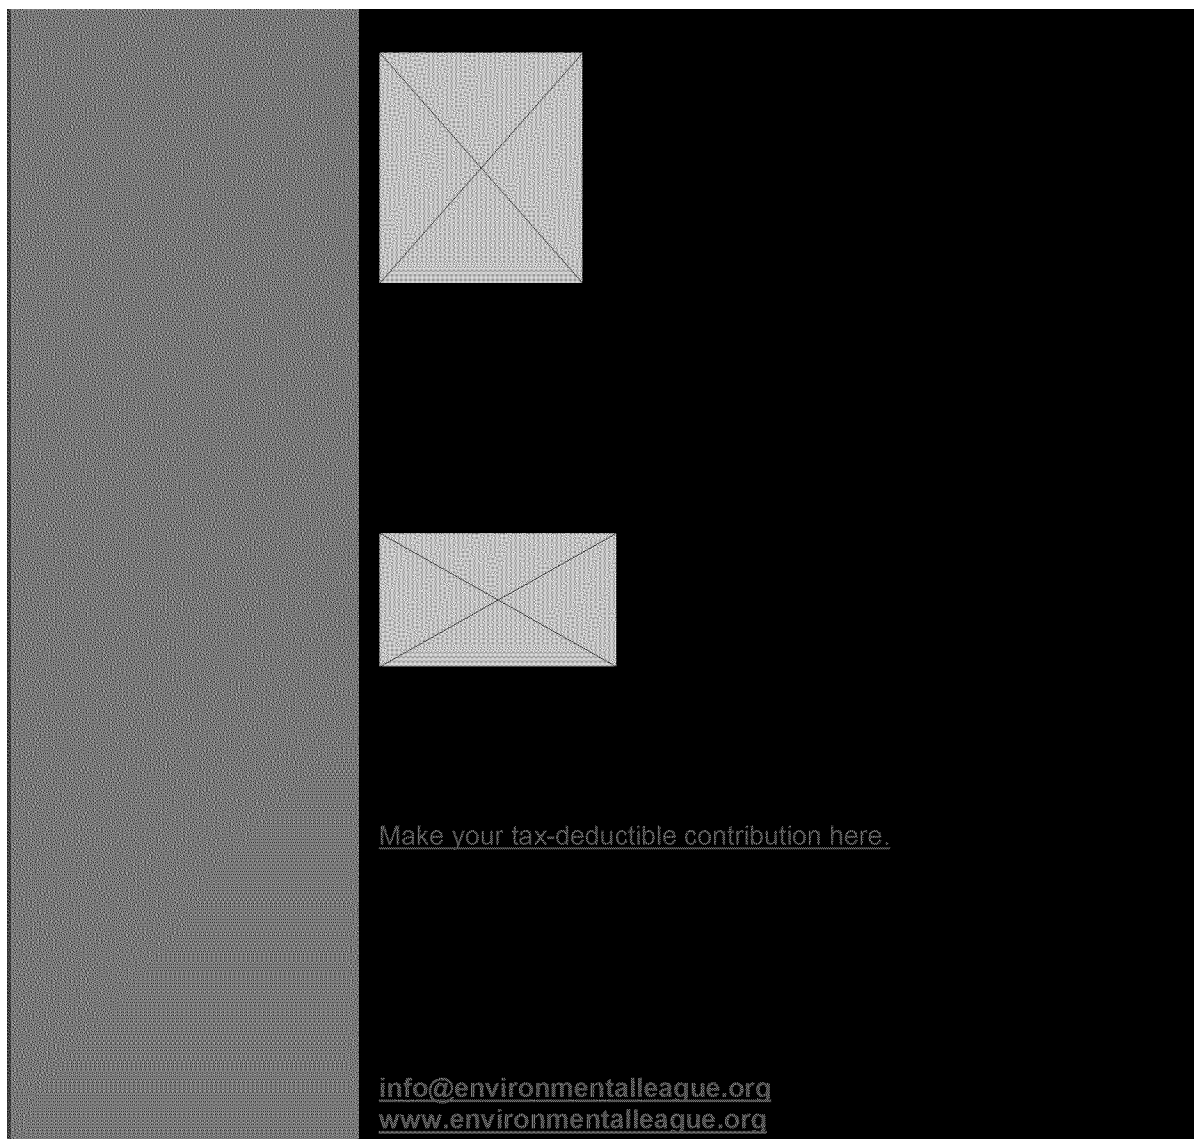 Make your tax-deductible contribution here.
info@environmentalleague.org
www.environmentalleague.org